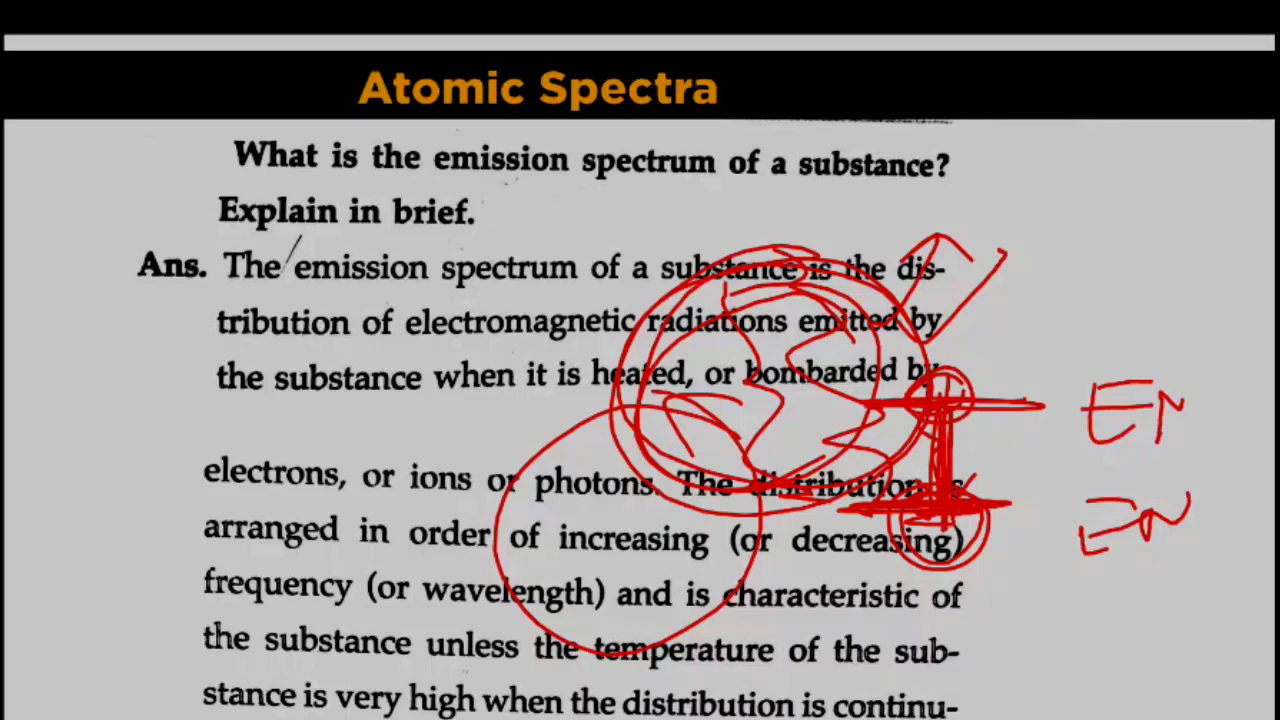 Atomic Spectra
What is the emission spectrum of a substance?
Explain in brief.
Ans. The emission spectrum of a substance is the dis-
tribution of electromagnetic radiations emitted by
the substance when it is heated, or bombarded by
EN
electrons, or ions or photons. The distribution is
EN
arranged in order of increasing (or decreasing)
frequency (or wavelength) and is characteristic of
the substance unless the temperature of the sub-
stance is very high when the distribution is continu-